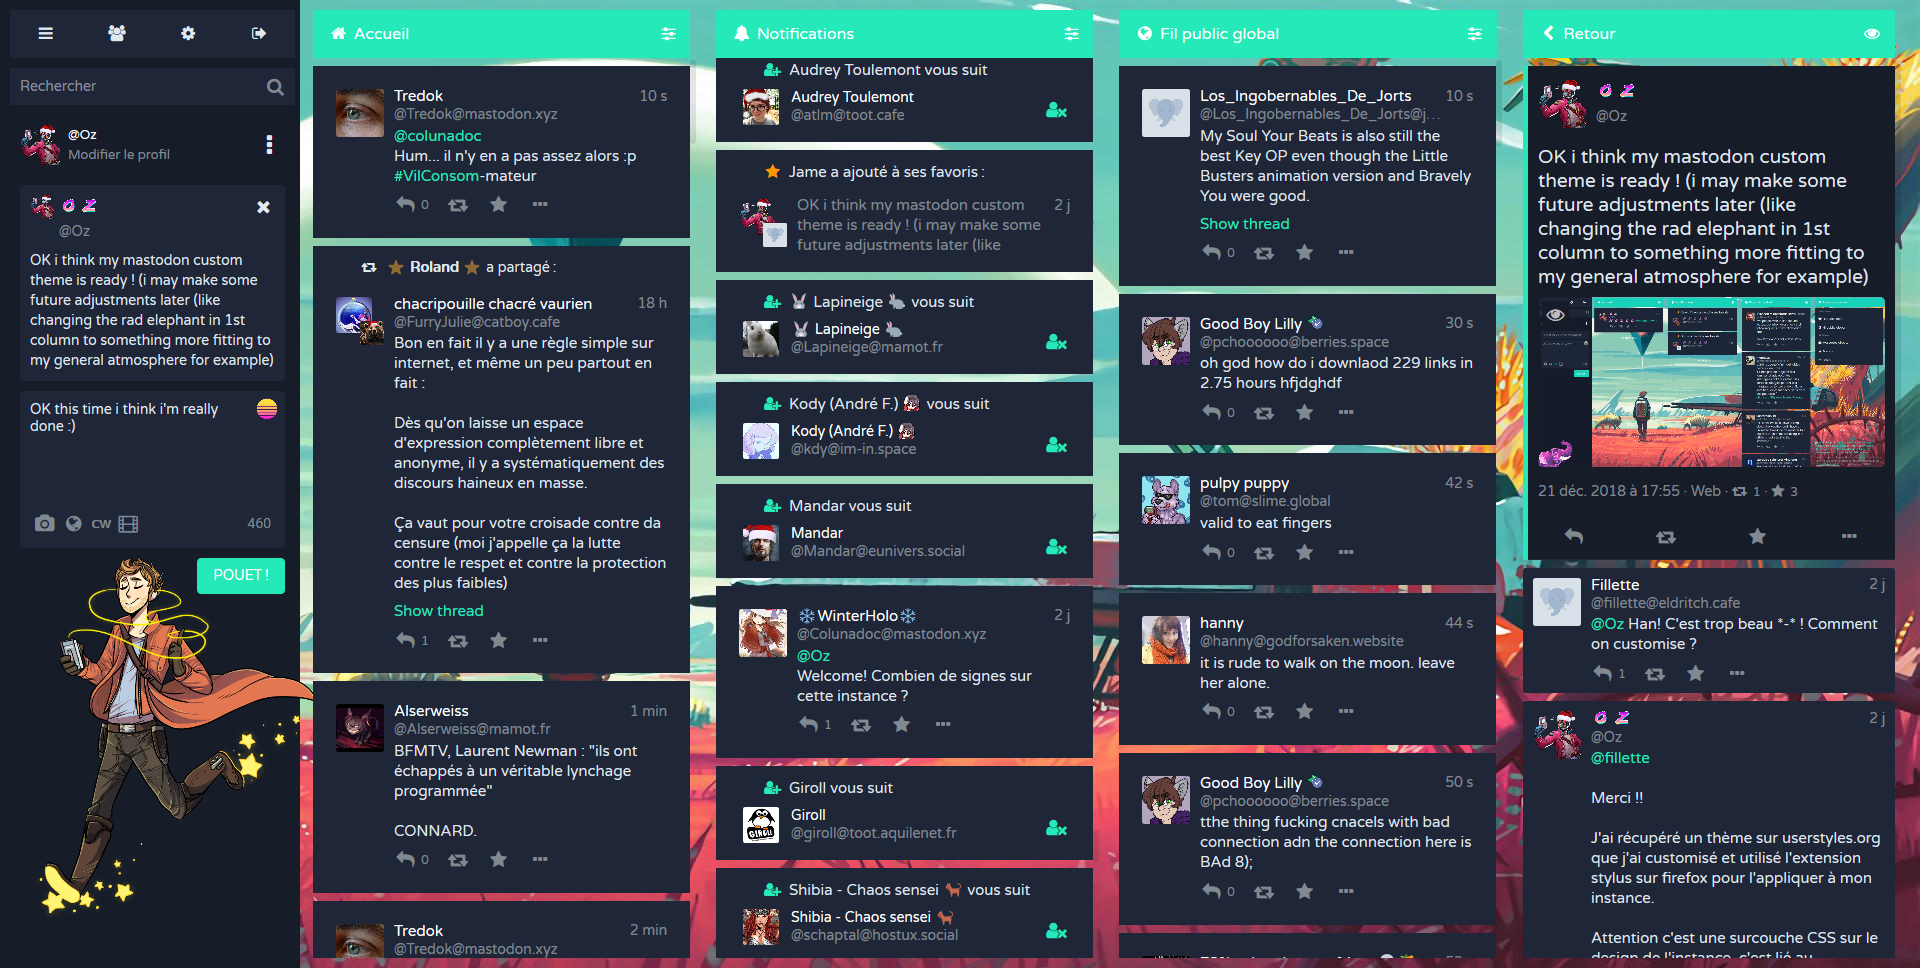 Rechercher
@Oz
Modifier le profil
O Z
@Oz
OK i think my mastodon custom
theme is ready ! (i may make some
future adjustments later (like
changing the rad elephant in 1st
column to something more fitting to
my general atmosphere for example)
OK this time i think i'm really
done :)
CW
460
POUET !
Accueil
Tredok
10 s
@Tredok@mastodon.xyz
@colunadoc
Hum... il n'y en a pas assez alors :p
#VilConsom-mateur
0
Roland a partagé :
chacripouille chacré vaurien
18 h
@FurryJulie@catboy.cafe
Bon en fait il y a une règle simple sur
internet, et même un peu partout en
fait :
Dès qu'on laisse un espace
d'expression complètement libre et
anonyme, il y a systématiquement des
discours haineux en masse.
Ça vaut pour votre croisade contre da
censure (moi j'appelle ça la lutte
contre le respet et contre la protection
des plus faibles)
Show thread
1
Alserweiss
1 min
@Alserweiss@mamot.fr
BFMTV, Laurent Newman : "ils ont
échappés à un véritable lynchage
programmée"
CONNARD.
0
Tredok
2 min
@Tredok@mastodon.xyz
Notifications
Audrey Toulemont vous suit
Audrey Toulemont
@atlm@toot.cafe
Jame a ajouté à ses favoris :
OK i think my mastodon custom
2 j
theme is ready ! (i may make some
future adjustments later (like
Lapineige vous suit
Lapineige
@Lapineige@mamot.fr
Kody (André F.) vous suit
Kody (André F.)
@kdy@im-in.space
Mandar vous suit
Mandar
@Mandar@eunivers.social
WinterHolo
2 j
@Colunadoc@mastodon.xyz
@Oz
Welcome! Combien de signes sur
cette instance ?
1
Giroll vous suit
Giroll
GIROLL
@giroll@toot.aquilenet.fr
Shibia - Chaos sensei vous suit
Shibia - Chaos sensei
@schaptal@hostux.social
Fil public global
Los_Ingobernables_De_Jorts
10 s
@Los_Ingobernables_De_Jorts@j...
My Soul Your Beats is also still the
best Key OP even though the Little
Busters animation version and Bravely
You were good.
Show thread
0
Good Boy Lilly
30 s
@pchoooooo@berries.space
oh god how do i downlaod 229 links in
2.75 hours hfjdghdf
0
pulpy puppy
42 s
@tom@slime.global
valid to eat fingers
0
hanny
44 s
@hanny@godforsaken.website
it is rude to walk on the moon. leave
her alone.
0
Good Boy Lilly
50 s
@pchoooooo@berries.space
tthe thing fucking cnacels with bad
connection adn the connection here is
BAd 8);
0
Retour
O Z
@Oz
OK i think my mastodon custom
theme is ready ! (i may make some
future adjustments later (like
changing the rad elephant in 1st
column to something more fitting to
my general atmosphere for example)
21 déc. 2018 à 17:55 · Web · 1 · 3
Fillette
2 j
@fillette@eldritch.cafe
@Oz Han! C'est trop beau *-* ! Comment
on customise ?
1
O Z
2 j
@Oz
@fillette
Merci !!
J'ai récupéré un thème sur userstyles.org
que j'ai customisé et utilisé l'extension
stylus sur firefox pour l'appliquer à mon
instance.
Attention c'est une surcouche CSS sur le
design de l'instance, c'est lié au